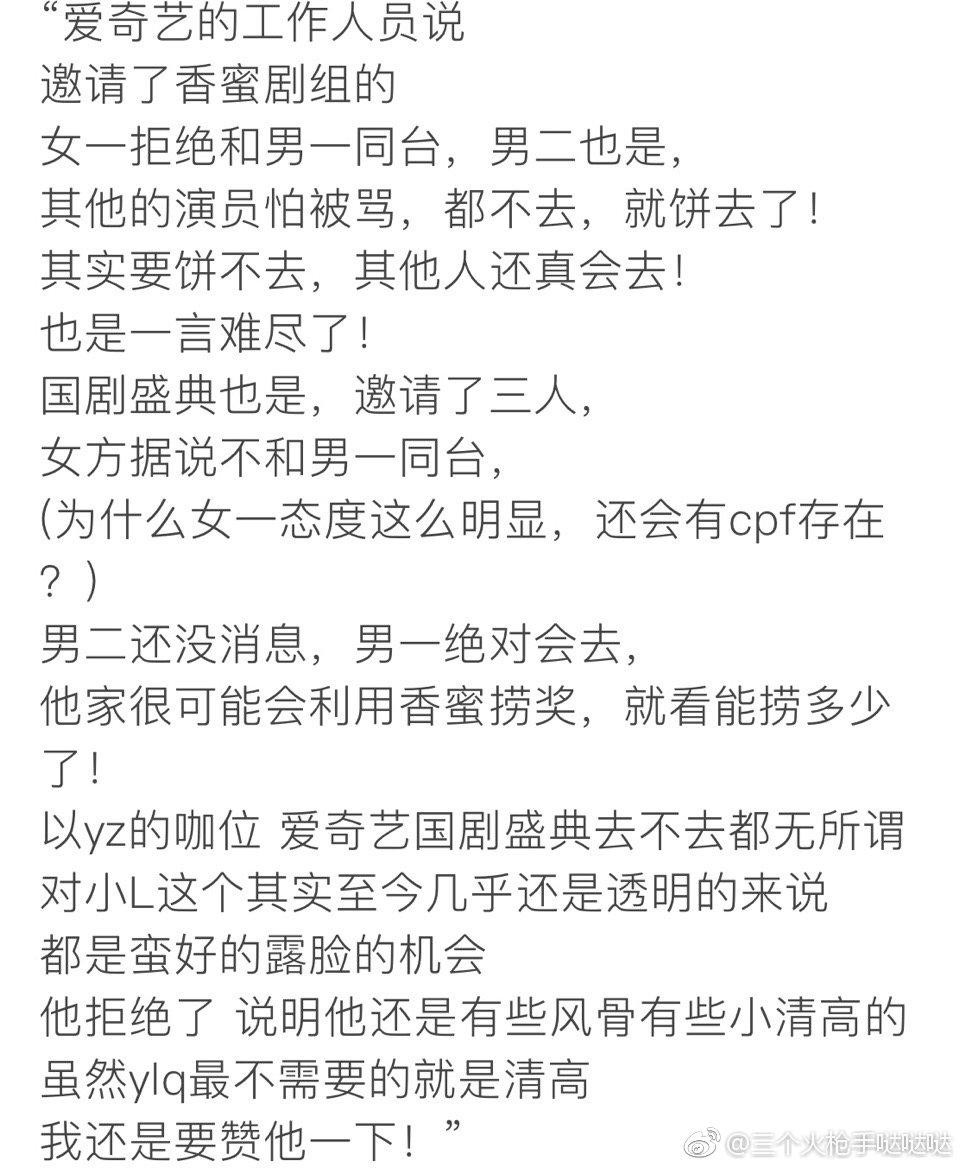 “爱奇艺的工作人员说
邀请了香蜜剧组的
女一拒绝和男一同台，男二也是，
其他的演员怕被骂，都不去，就饼去了！
其实要饼不去，其他人还真会去！
也是一言难尽了！
国剧盛典也是，邀请了三人，
女方据说不和男一同台，
(为什么女一态度这么明显，还会有cpf存在
？)
男二还没消息，男一绝对会去，
他家很可能会利用香蜜捞奖，就看能捞多少
了！
以yz的咖位 爱奇艺国剧盛典去不去都无所谓
对小L这个其实至今几乎还是透明的来说
都是蛮好的露脸的机会
他拒绝了 说明他还是有些风骨有些小清高的
虽然ylq最不需要的就是清高
我还是要赞他一下！”
@三个火枪手哒哒哒